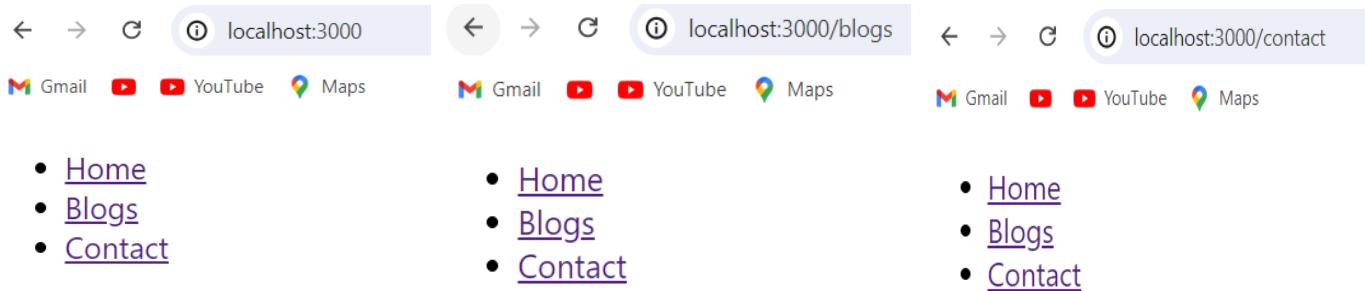 localhost:3000
Gmail YouTube Maps
Home
Blogs
Contact
localhost:3000/blogs
Gmail YouTube Maps
Home
Blogs
Contact
localhost:3000/contact
Gmail YouTube Maps
Home
Blogs
Contact